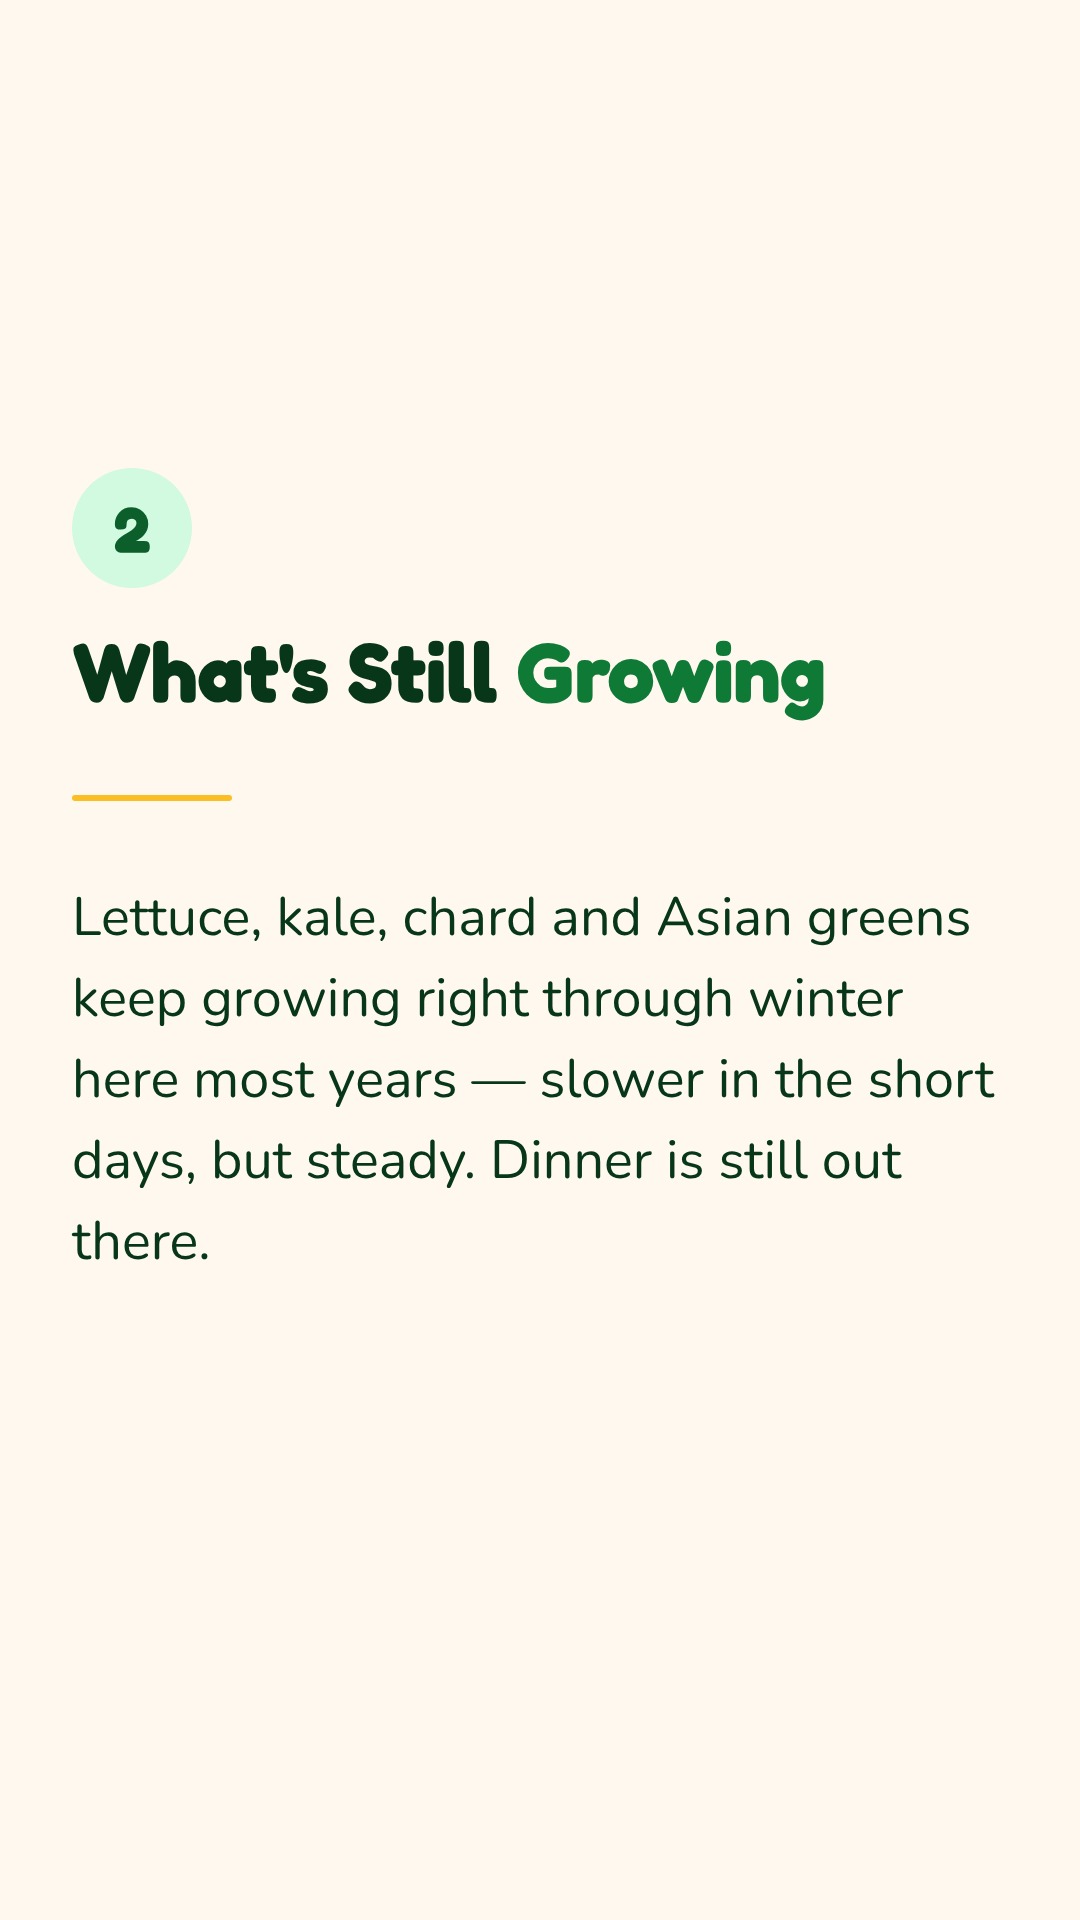 2
What's Still Growing
Lettuce, kale, chard and Asian greens
keep growing right through winter
here most years — slower in the short
days, but steady. Dinner is still out
there.